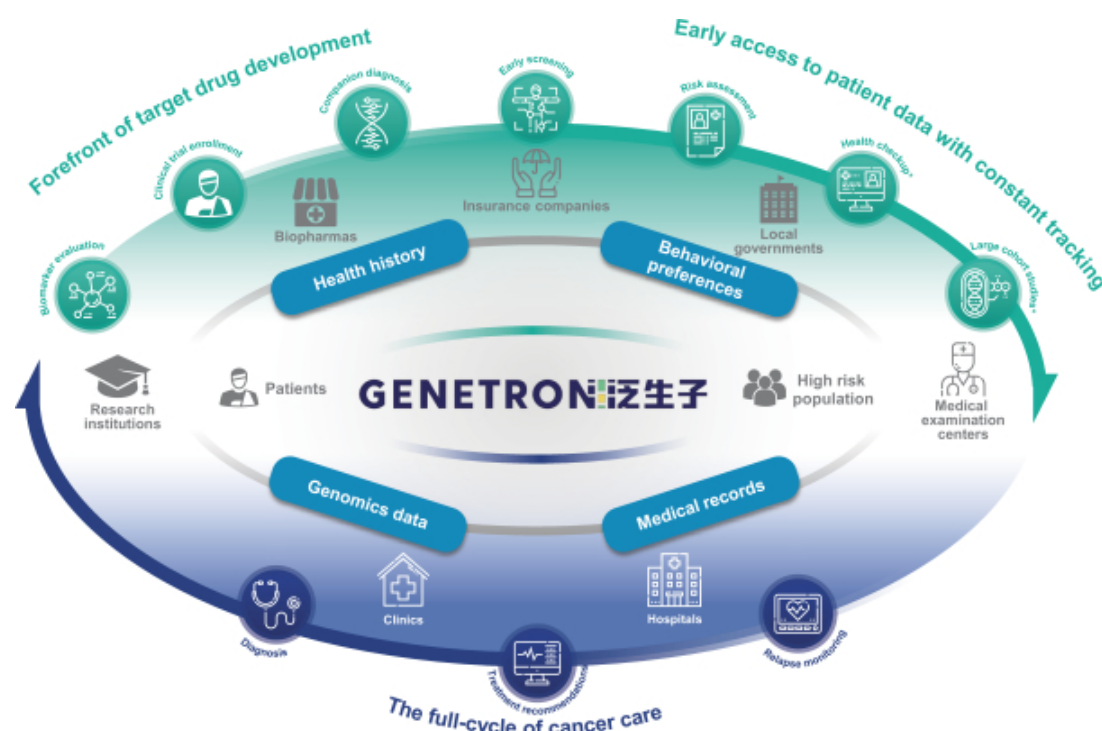 Forefront of target drug development
Early access to patient data with constant tracking
Biomarker evaluation
Clinical trial enrollment
Companion diagnosis
Early screening
Risk assessment
Health checkup*
Large cohort studies*
Biopharmas
Insurance companies
Local
governments
Health history
Behavioral
preferences
Research
institutions
Patients
GENETRON泛生子
High risk
population
Medical
examination
centers
Genomics data
Medical records
Clinics
Hospitals
Diagnosis
Treatment recommendations
Relapse monitoring
The full-cycle of cancer care